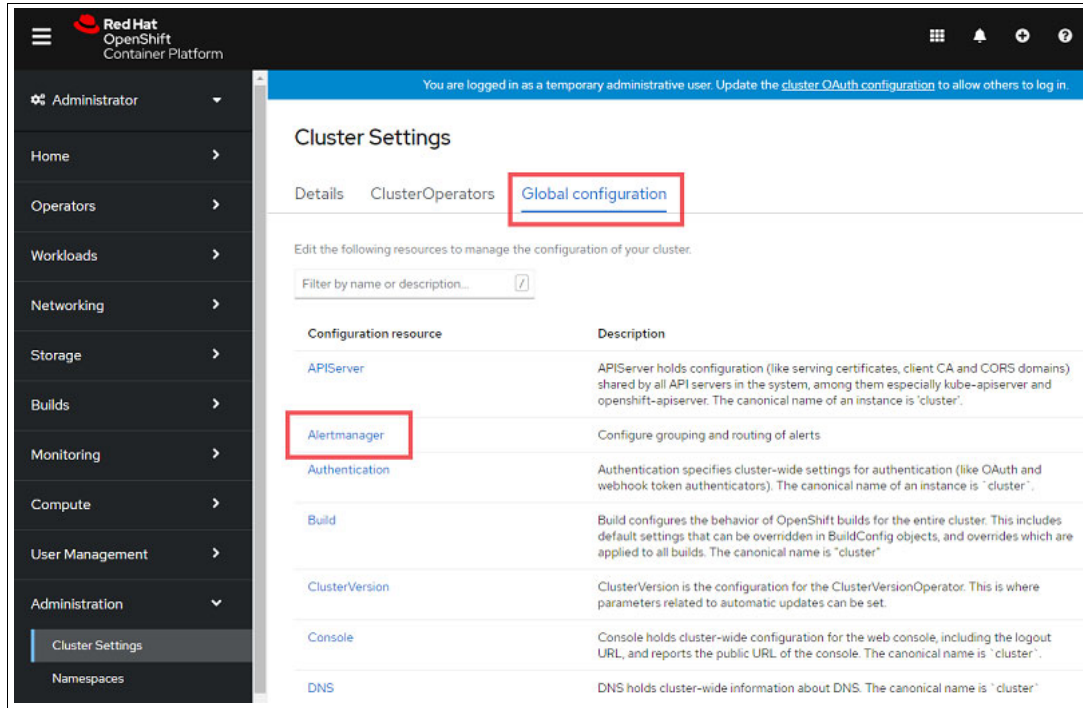 Red Hat
OpenShift
Container Platform
You are logged in as a temporary administrative user. Update the cluster OAuth configuration to allow others to log in.
Administrator
Home
Operators
Workloads
Networking
Storage
Builds
Monitoring
Compute
User Management
Administration
Cluster Settings
Namespaces
Cluster Settings
Details ClusterOperators Global configuration
Edit the following resources to manage the configuration of your cluster.
Filter by name or description... /
Configuration resource Description
APIServer APIServer holds configuration (like serving certificates, client CA and CORS domains)
shared by all API servers in the system, among them especially kube-apiserver and
openshift-apiserver. The canonical name of an instance is 'cluster'.
Alertmanager Configure grouping and routing of alerts
Authentication Authentication specifies cluster-wide settings for authentication (like OAuth and
webhook token authenticators). The canonical name of an instance is `cluster`.
Build Build configures the behavior of OpenShift builds for the entire cluster. This includes
default settings that can be overridden in BuildConfig objects, and overrides which are
applied to all builds. The canonical name is "cluster"
ClusterVersion ClusterVersion is the configuration for the ClusterVersionOperator. This is where
parameters related to automatic updates can be set.
Console Console holds cluster-wide configuration for the web console, including the logout
URL, and reports the public URL of the console. The canonical name is `cluster`.
DNS DNS holds cluster-wide information about DNS. The canonical name is `cluster`